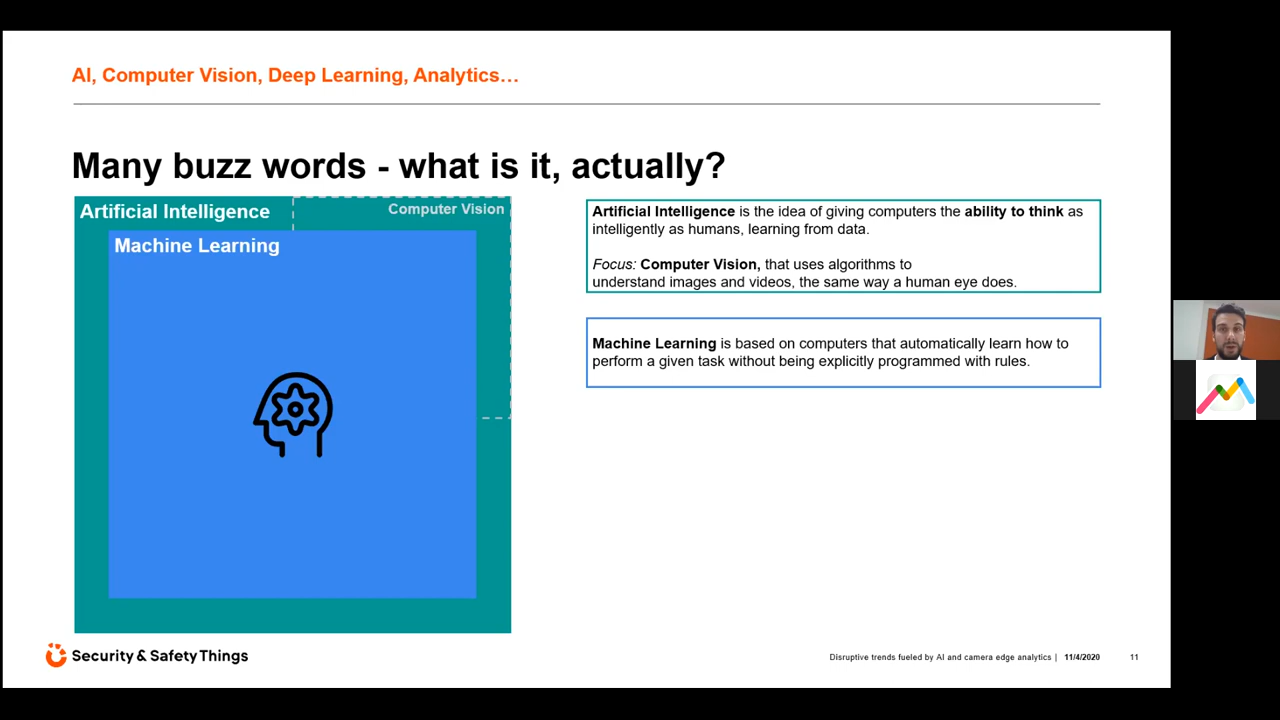 AI, Computer Vision, Deep Learning, Analytics…
Many buzz words - what is it, actually?
Artificial Intelligence
Computer Vision
Machine Learning
Artificial Intelligence is the idea of giving computers the ability to think as
intelligently as humans, learning from data.
Focus: Computer Vision, that uses algorithms to
understand images and videos, the same way a human eye does.
Machine Learning is based on computers that automatically learn how to
perform a given task without being explicitly programmed with rules.
Security & Safety Things
Disruptive trends fueled by AI and camera edge analytics | 11/4/2020 11